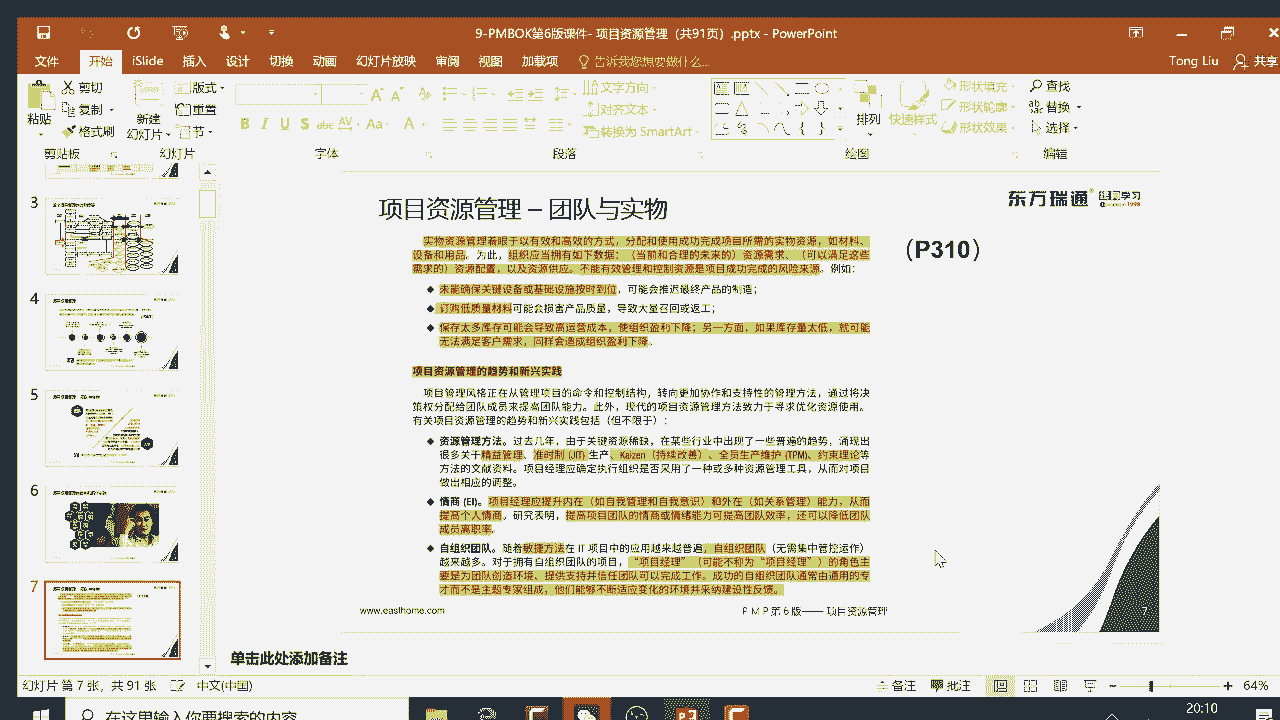 9-PMBOK第6版课件- 项目资源管理（共91页）.pptx - PowerPoint
文件
开始
iSlide
插入
设计
切换
动画
幻灯片放映
审阅
视图
加载项
告诉我您想要做什么...
Tong Liu
共享
粘贴
剪切
复制
格式刷
新建
幻灯片
版式
重置
节
文字方向
对齐文本
转换为 SmartArt
排列
快速样式
形状填充
形状轮廓
形状效果
查找
替换
选择
剪贴板
幻灯片
字体
段落
绘图
编辑
3
4
5
6
7
项目资源管理 – 团队与实物
东方瑞通
（P310）
实物资源管理着眼于以有效和高效的方式，分配和使用成功完成项目所需的实物资源，如材料、
设备和用品。为此，组织应当拥有如下数据：（当前和合理的未来的）资源需求、（可以满足这些
需求的）资源配置，以及资源供应。不能有效管理和控制资源是项目成功完成的风险来源。例如：
◆ 未能确保关键设备或基础设施按时到位，可能会推迟最终产品的制造；
◆ 订购低质量材料可能会损害产品质量，导致大量召回或返工；
◆ 保存太多库存可能会导致高运营成本，使组织盈利下降；另一方面，如果库存量太低，就可能
无法满足客户需求，同样会造成组织盈利下降。
项目资源管理的趋势和新兴实践
项目管理风格正在从管理项目的命令和控制结构，转向更加协作和支持性的管理方法，通过将决
策权分配给团队成员来提高团队能力。此外，现代的项目资源管理方法致力于寻求优化资源使用。
有关项目资源管理的趋势和新兴实践包括（但不限于）：
◆ 资源管理方法。过去几年，由于关键资源稀缺，在某些行业中出现了一些普遍的趋势，涌现出
很多关于精益管理、准时制 (JIT) 生产、Kaizen（持续改善）、全员生产维护 (TPM)、约束理论等
方法的文献资料。项目经理应确定执行组织是否采用了一种或多种资源管理工具，从而对项目
做出相应的调整。
◆ 情商 (EI)。项目经理应提升内在（如自我管理和自我意识）和外在（如关系管理）能力，从而
提高个人情商。研究表明，提高项目团队的情商或情绪能力可提高团队效率，还可以降低团队
成员离职率。
◆ 自组织团队。随着敏捷方法在 IT 项目中的应用越来越普遍，自组织团队（无需集中管控运作）
越来越多。对于拥有自组织团队的项目，“项目经理”（可能不称为“项目经理”）的角色主
要是为团队创造环境、提供支持并信任团队可以完成工作。成功的自组织团队通常由通用的专
才而不是主题专家组成，他们能够不断适应变化的环境并采纳建设性反馈。
www.easthome.com
P M P 第 6 版 —— 项目资源管理
7
单击此处添加备注
幻灯片 第 7 张，共 91 张
中文(中国)
备注
批注
64%
在这里输入你要搜索的内容
20:10